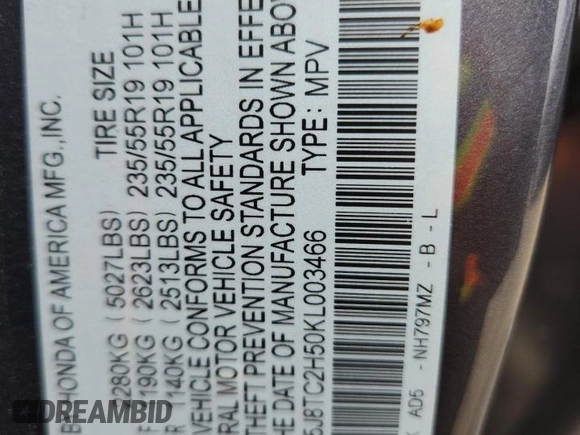 HONDA OF AMERICA MFG.,INC.
TIRE SIZE
2280KG ( 5027LBS)
1190KG ( 2623LBS) 235/55R19 101H
R 1140KG ( 2513LBS) 235/55R19 101H
VEHICLE CONFORMS TO ALL APPLICABLE
MOTOR VEHICLE SAFETY
THEFT PREVENTION STANDARDS IN EFFE
THE DATE OF MANUFACTURE SHOWN ABOV
5J8TC2H50KL003466 TYPE: MPV
AD5 -NH797MZ -B-L
DREAMBID